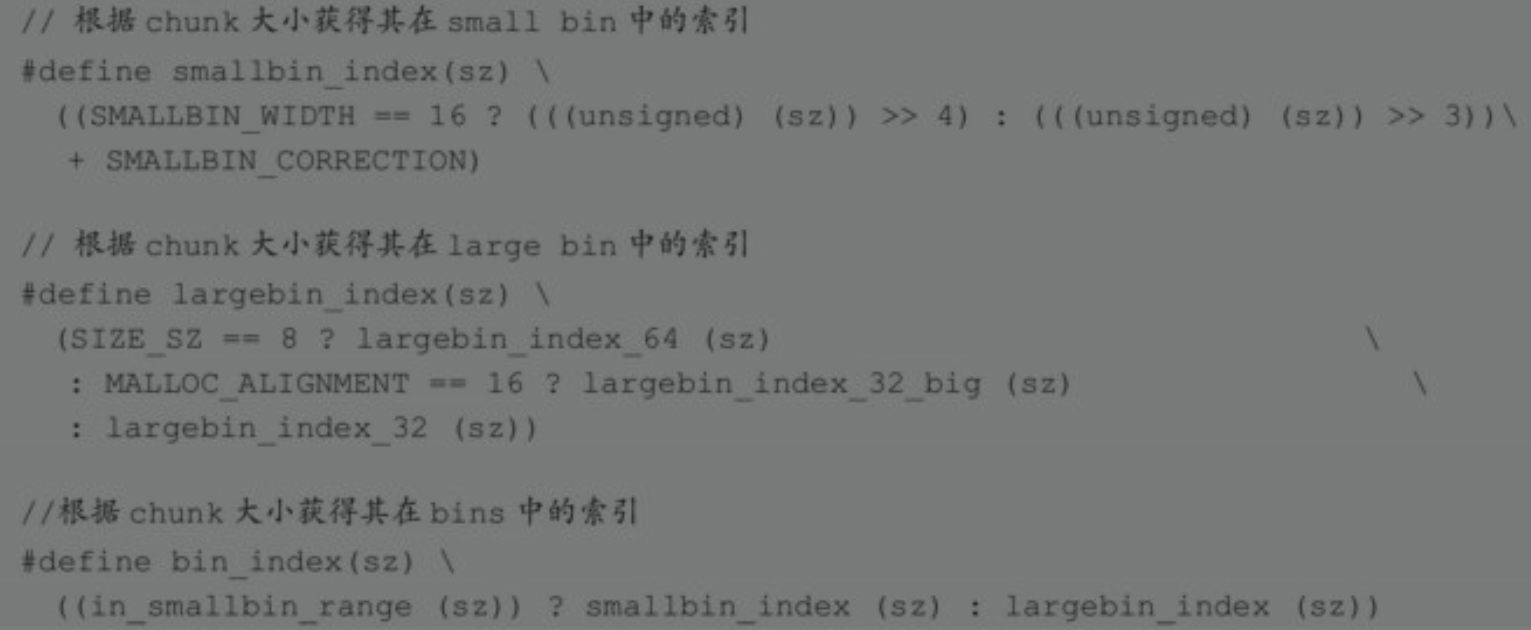 // 根据 chunk 大小获得其在 small bin 中的索引
#define smallbin_index(sz) \
((SMALLBIN_WIDTH == 16 ? (((unsigned) (sz)) >> 4) : (((unsigned) (sz)) >> 3))\
+ SMALLBIN_CORRECTION)
// 根据 chunk 大小获得其在 large bin 中的索引
#define largebin_index(sz) \
(SIZE_SZ == 8 ? largebin_index_64 (sz) \
: MALLOC_ALIGNMENT == 16 ? largebin_index_32_big (sz) \
: largebin_index_32 (sz))
//根据 chunk 大小获得其在 bins 中的索引
#define bin_index(sz) \
((in_smallbin_range (sz)) ? smallbin_index (sz) : largebin_index (sz))